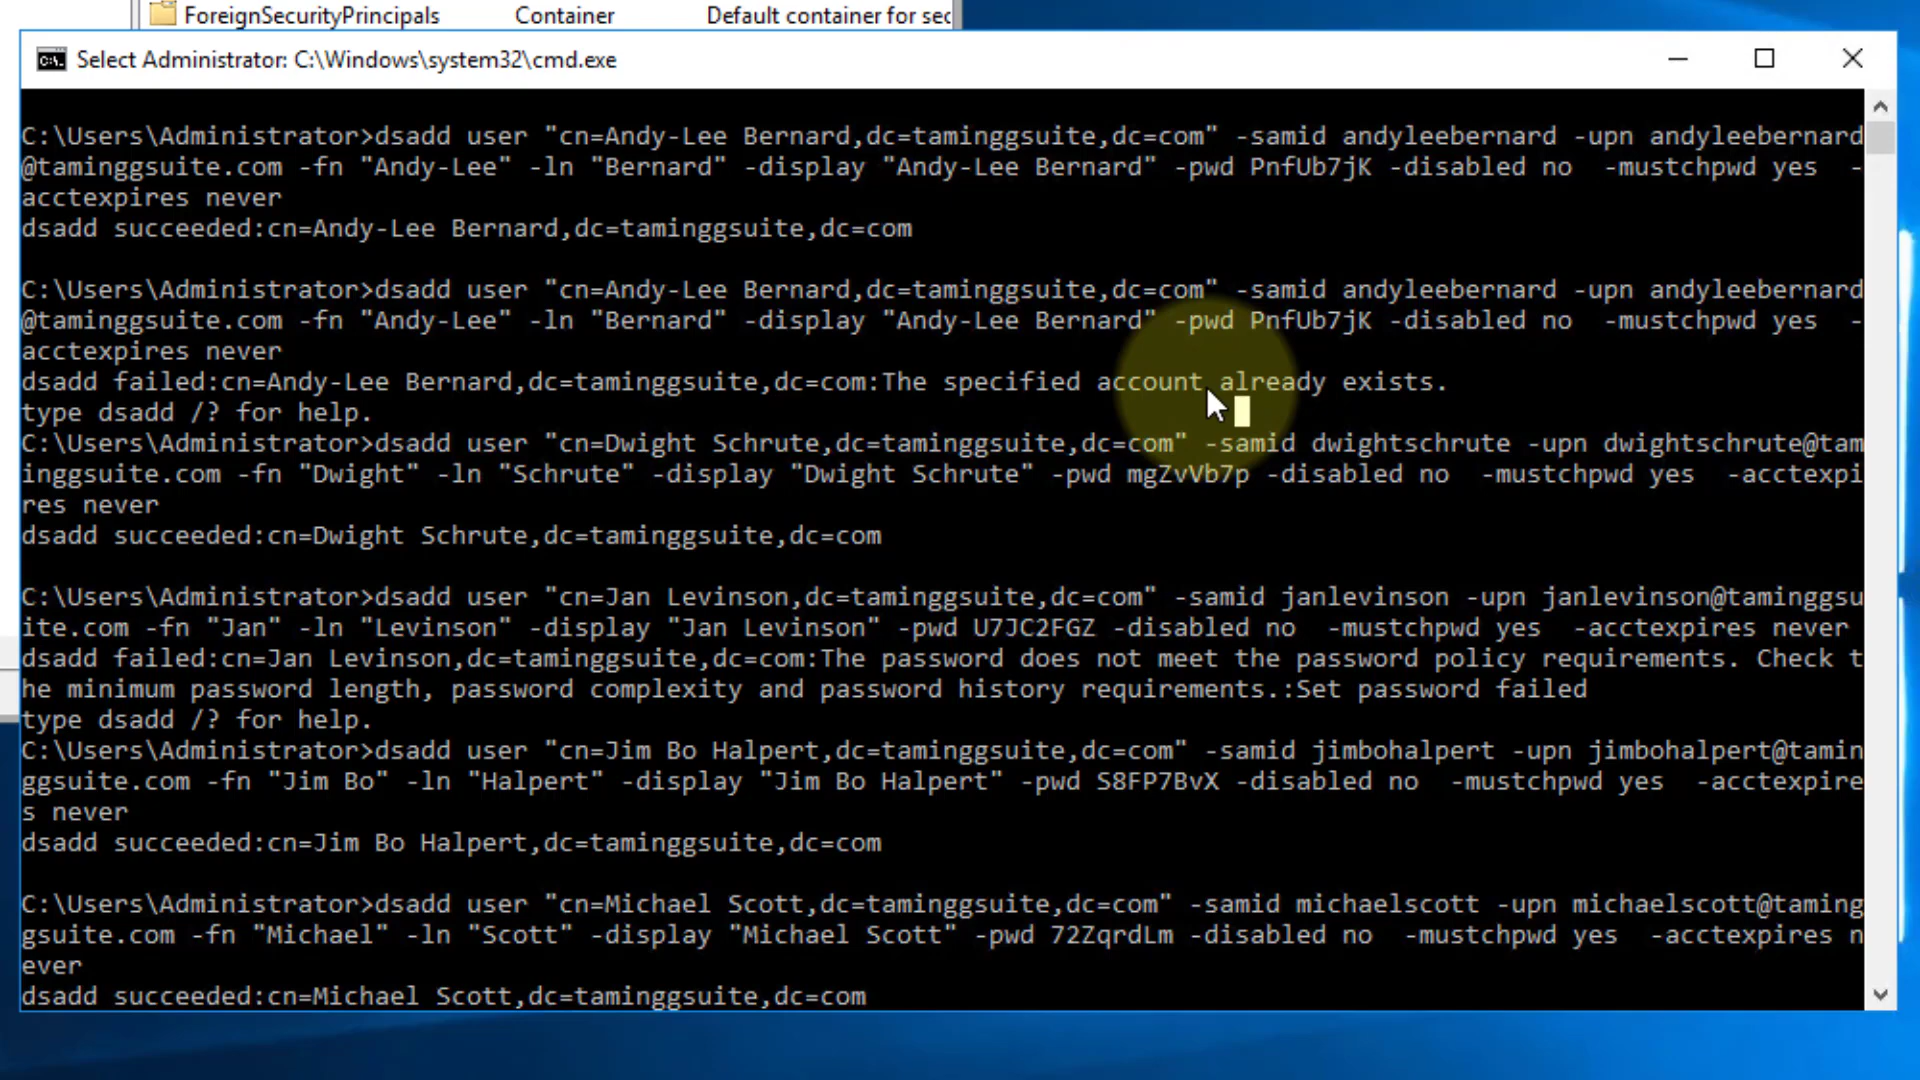 ForeignSecurityPrincipals Container Default container for sec
Select Administrator: C:\Windows\system32\cmd.exe
C:\Users\Administrator>dsadd user "cn=Andy-Lee Bernard,dc=taminggsuite,dc=com" -samid andyleebernard -upn andyleebernard
@taminggsuite.com -fn "Andy-Lee" -ln "Bernard" -display "Andy-Lee Bernard" -pwd PnfUb7jK -disabled no  -mustchpwd yes  -
acctexpires never
dsadd succeeded:cn=Andy-Lee Bernard,dc=taminggsuite,dc=com
C:\Users\Administrator>dsadd user "cn=Andy-Lee Bernard,dc=taminggsuite,dc=com" -samid andyleebernard -upn andyleebernard
@taminggsuite.com -fn "Andy-Lee" -ln "Bernard" -display "Andy-Lee Bernard" -pwd PnfUb7jK -disabled no  -mustchpwd yes  -
acctexpires never
dsadd failed:cn=Andy-Lee Bernard,dc=taminggsuite,dc=com:The specified account already exists.
type dsadd /? for help.
C:\Users\Administrator>dsadd user "cn=Dwight Schrute,dc=taminggsuite,dc=com" -samid dwightschrute -upn dwightschrute@tam
inggsuite.com -fn "Dwight" -ln "Schrute" -display "Dwight Schrute" -pwd mgZvVb7p -disabled no  -mustchpwd yes  -acctexpi
res never
dsadd succeeded:cn=Dwight Schrute,dc=taminggsuite,dc=com
C:\Users\Administrator>dsadd user "cn=Jan Levinson,dc=taminggsuite,dc=com" -samid janlevinson -upn janlevinson@taminggsu
ite.com -fn "Jan" -ln "Levinson" -display "Jan Levinson" -pwd U7JC2FGZ -disabled no  -mustchpwd yes  -acctexpires never
dsadd failed:cn=Jan Levinson,dc=taminggsuite,dc=com:The password does not meet the password policy requirements. Check t
he minimum password length, password complexity and password history requirements.:Set password failed
type dsadd /? for help.
C:\Users\Administrator>dsadd user "cn=Jim Bo Halpert,dc=taminggsuite,dc=com" -samid jimbohalpert -upn jimbohalpert@tamin
ggsuite.com -fn "Jim Bo" -ln "Halpert" -display "Jim Bo Halpert" -pwd S8FP7BvX -disabled no  -mustchpwd yes  -acctexpire
s never
dsadd succeeded:cn=Jim Bo Halpert,dc=taminggsuite,dc=com
C:\Users\Administrator>dsadd user "cn=Michael Scott,dc=taminggsuite,dc=com" -samid michaelscott -upn michaelscott@taming
gsuite.com -fn "Michael" -ln "Scott" -display "Michael Scott" -pwd 72ZqrdLm -disabled no  -mustchpwd yes  -acctexpires n
ever
dsadd succeeded:cn=Michael Scott,dc=taminggsuite,dc=com